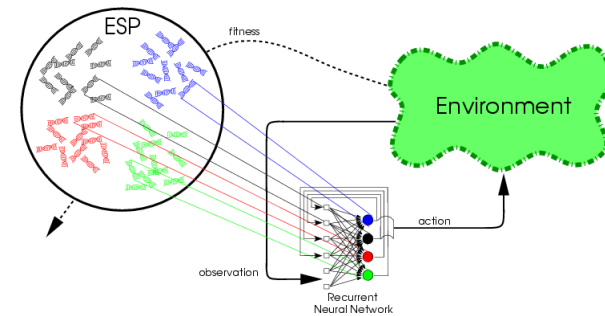 ESP
fitness
Environment
action
observation
Recurrent
Neural Network